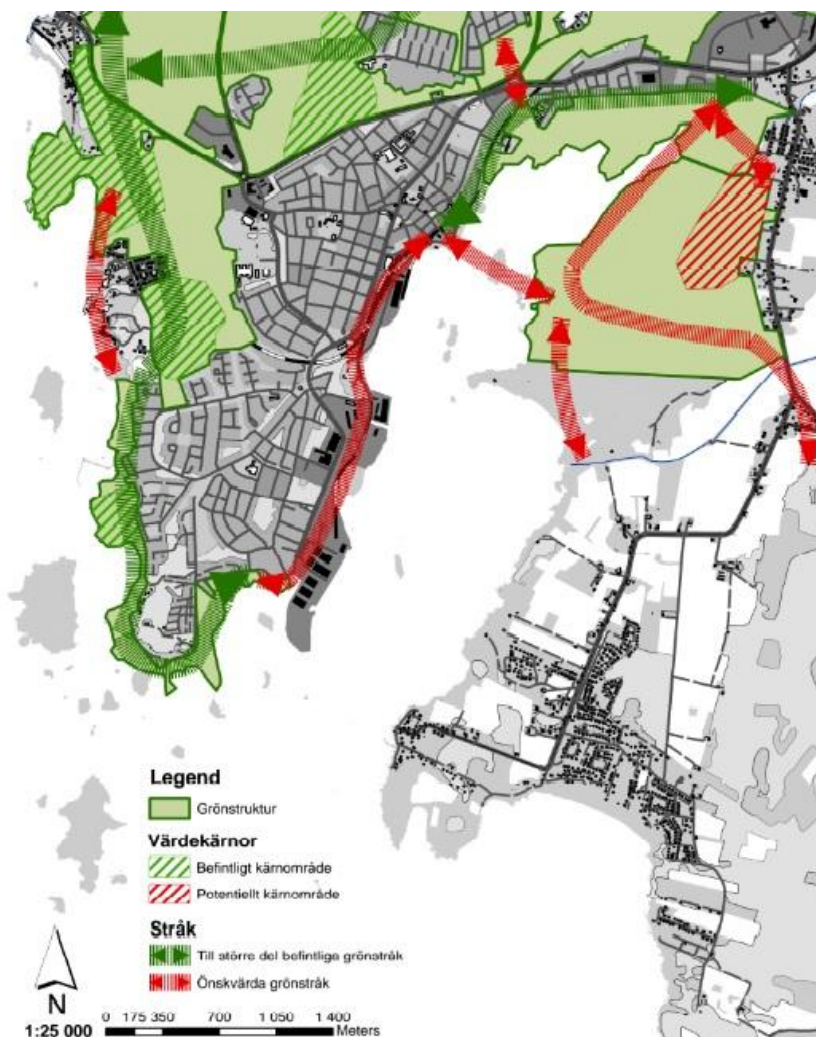 Legend
Grönstruktur
Värdekärnor
Befintligt kärnområde
Potentiellt kärnområde
Stråk
Till större del befintliga grönstråk
Önskvärda grönstråk
N
1:25 000
0 175 350 700 1 050 1 400
Meters